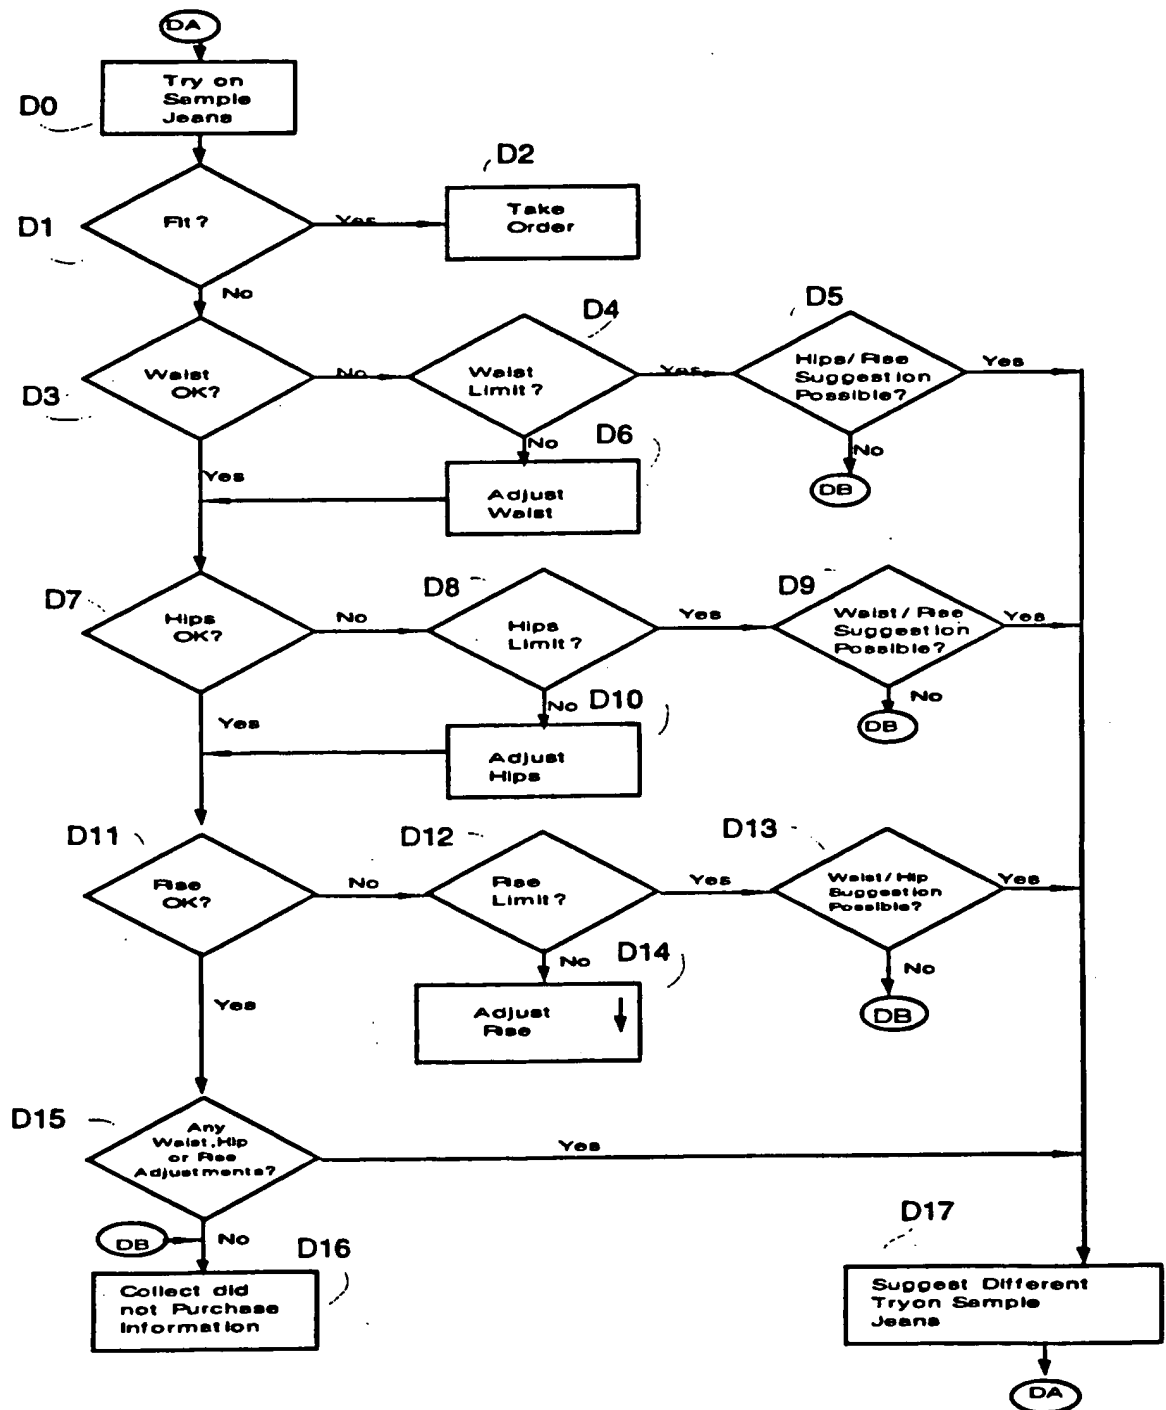 DA
Try on
Sample
Jeans
D0
D2
Fit?
Yes
Take
Order
D1
No
D4
D5
Waist
OK?
No
Waist
Limit?
Yes
Hips/Rise
Suggestion
Possible?
Yes
D3
No
D6
No
Yes
Adjust
Waist
DB
D7
D8
D9
Hips
OK?
No
Hips
Limit?
Yes
Waist/Rise
Suggestion
Possible?
Yes
No
D10
No
Yes
DB
Adjust
Hips
D11
D12
D13
Rise
OK?
No
Rise
Limit?
Yes
Waist/Hip
Suggestion
Possible?
Yes
No
D14
No
Yes
Adjust
Rise
DB
D15
Any
Waist,Hip
or Rise
Adjustments?
Yes
D17
DB
No
D16
Collect did
not Purchase
Information
Suggest Different
Tryon Sample
Jeans
DA